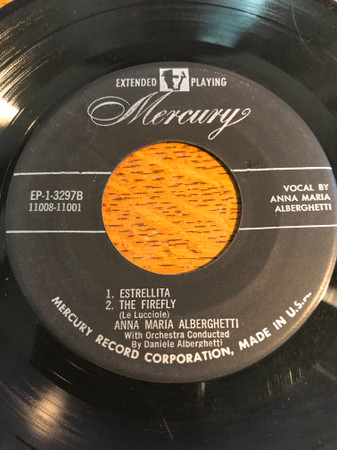 EXTENDED PLAYING
Mercury
EP-1-3297B
11008-11001
VOCAL BY
ANNA MARIA
ALBERGHETTI
1. ESTRELLITA
2. THE FIREFLY
(Le Lucciole)
ANNA MARIA ALBERGHETTI
With Orchestra Conducted
By Daniele Alberghetti
MERCURY RECORD CORPORATION, MADE IN U.S.A.